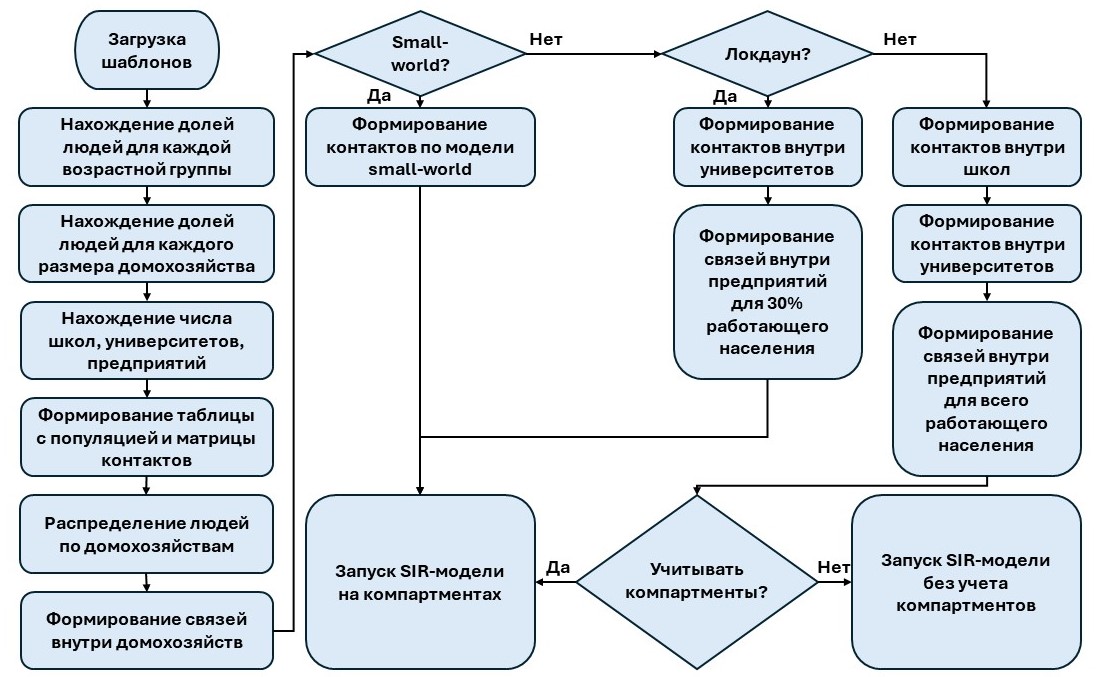 Загрузка
шаблонов
Нахождение долей
людей для каждой
возрастной группы
Нахождение долей
людей для каждого
размера домохозяйства
Нахождение числа
школ, университетов,
предприятий
Формирование таблицы
с популяцией и матрицы
контактов
Распределение людей
по домохозяйствам
Формирование связей
внутри домохозяйств
Small-
world?
Нет
Да
Формирование
контактов по модели
small-world
Локдаун?
Нет
Да
Формирование
контактов внутри
университетов
Формирование
связей внутри
предприятий
для 30%
работающего
населения
Формирование
контактов внутри
школ
Формирование
контактов внутри
университетов
Формирование
связей внутри
предприятий
для всего
работающего
населения
Учитывать
компартменты?
Да
Нет
Запуск SIR-модели
на компартментах
Запуск SIR-модели
без учета
компартментов